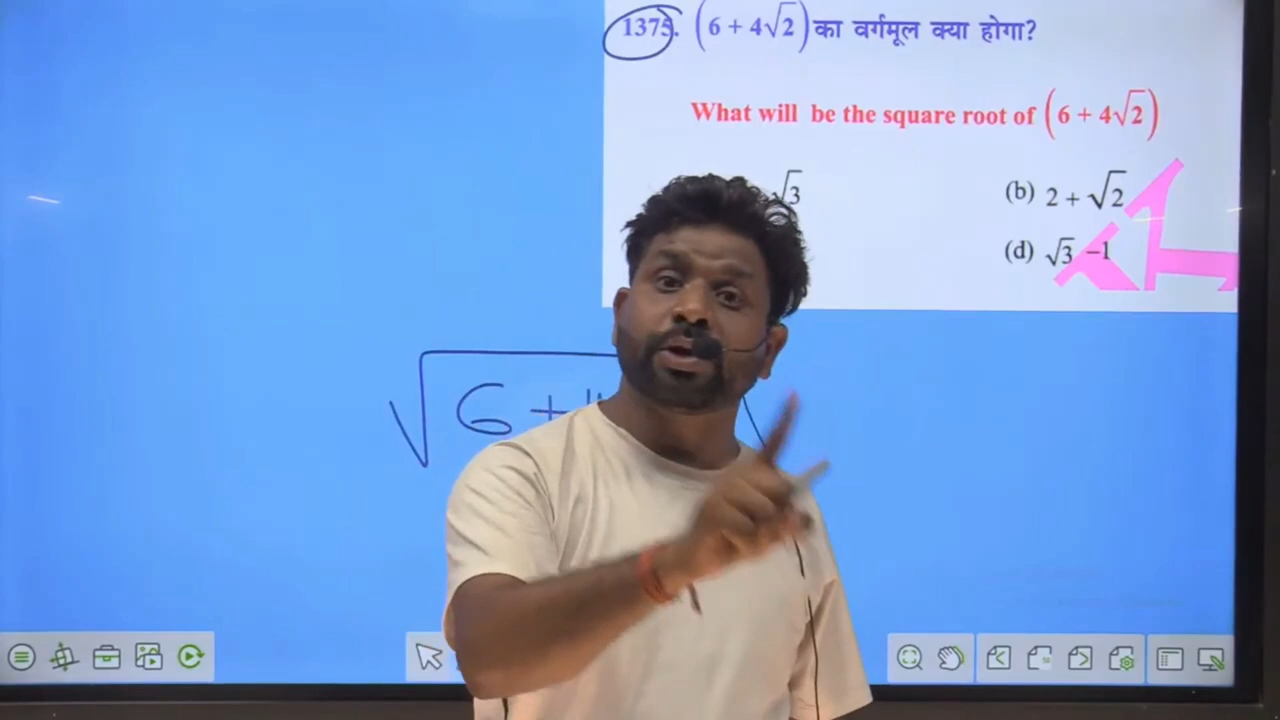 1375. (6 + 4√2) का वर्गमूल क्या होगा?
What will be the square root of (6 + 4√2)
√3
(b) 2 + √2
(d) √3 –1
√6 +